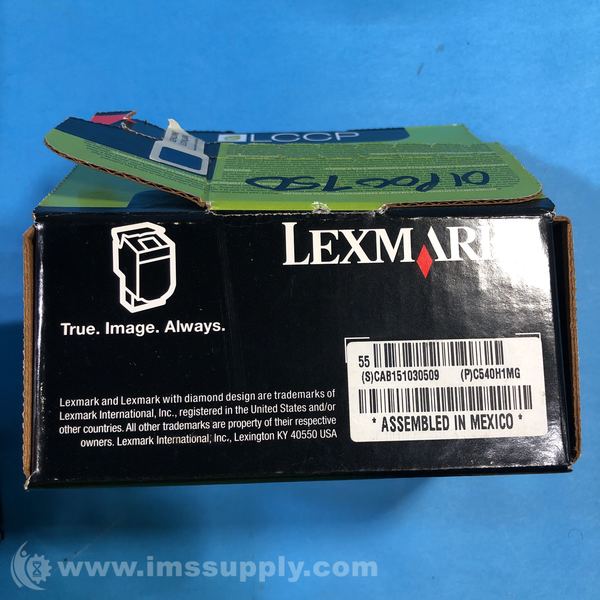 LCCP
01P00750
LEXMARK
True. Image. Always.
55
(S)CAB151030509 (P)C540H1MG
* ASSEMBLED IN MEXICO *
Lexmark and Lexmark with diamond design are trademarks of
Lexmark International, Inc., registered in the United States and/or
other countries. All other trademarks are property of their respective
owners. Lexmark International, Inc., Lexington KY 40550 USA
www.imssupply.com